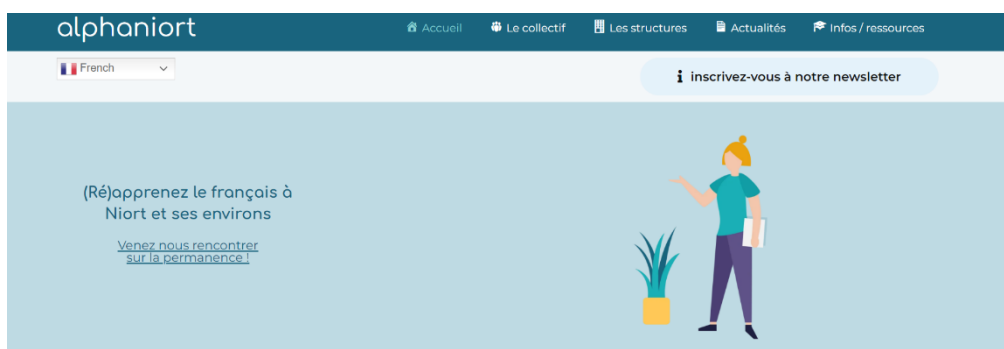 alphaniort
Accueil
Le collectif
Les structures
Actualités
Infos / ressources
French
inscrivez-vous à notre newsletter
(Ré)apprenez le français à
Niort et ses environs
Venez nous rencontrer
sur la permanence !